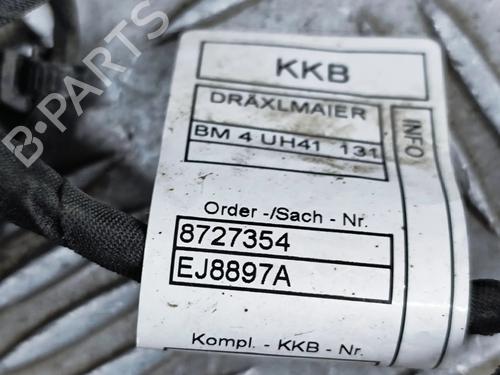 KKB
DRÄXLMAIER
BM 4 UH41 131
INFO
Order -/Sach - Nr.
8727354
EJ8897A
Kompl. - KKB - Nr.
B-PARTS